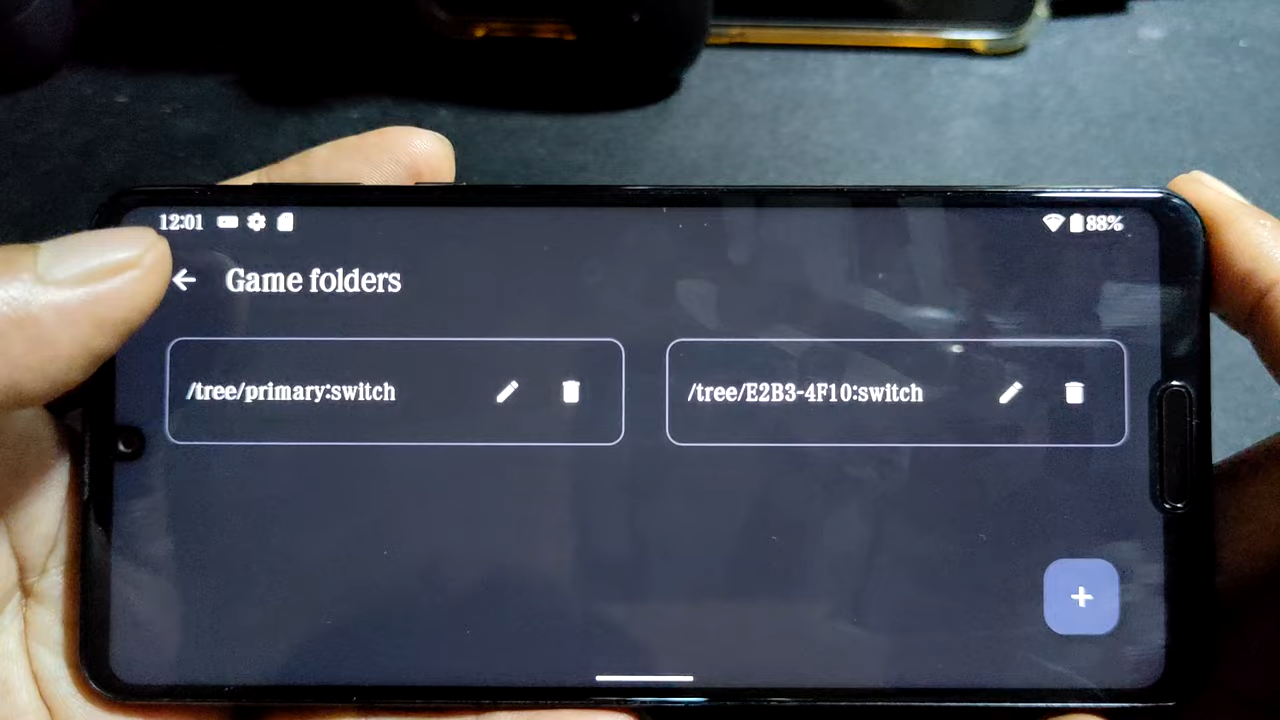 12:01
88%
Game folders
/tree/primary:switch
/tree/E2B3-4F10:switch